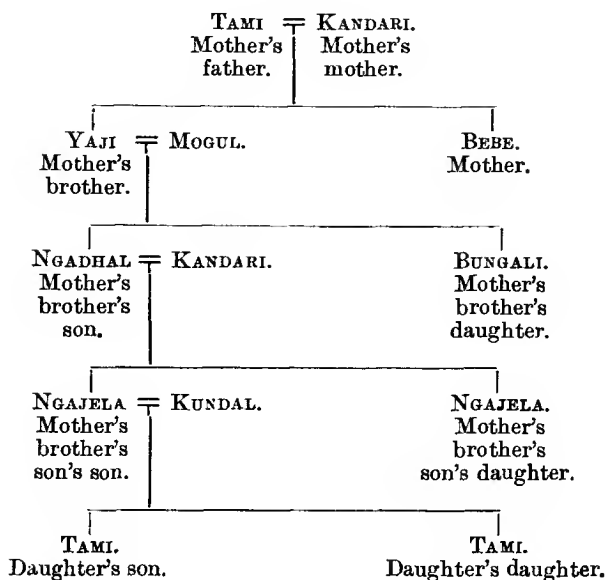 TAMI = KANDARI.
Mother's Mother's
father. mother.
YAJI = MOGUL. BEBE.
Mother's Mother.
brother.
NGADHAL = KANDARI. BUNGALI.
Mother's Mother's
brother's brother's
son. daughter.
NGAJELA = KUNDAL. NGAJELA.
Mother's Mother's
brother's brother's
son's son. son's daughter.
TAMI. TAMI.
Daughter's son. Daughter's daughter.